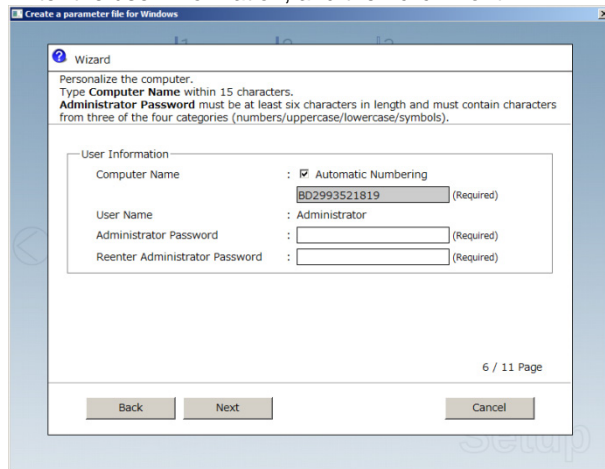 Create a parameter file for Windows
Wizard
Personalize the computer.
Type Computer Name within 15 characters.
Administrator Password must be at least six characters in length and must contain characters
from three of the four categories (numbers/uppercase/lowercase/symbols).
User Information
Computer Name : Automatic Numbering
BD2993521819 (Required)
User Name : Administrator
Administrator Password : (Required)
Reenter Administrator Password : (Required)
6 / 11 Page
Back Next Cancel
Setup